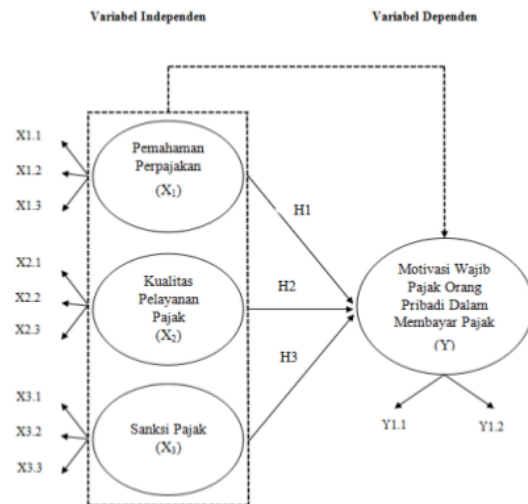 Variabel Independen
Variabel Dependen
X1.1
X1.2
X1.3
Pemahaman
Perpajakan
(X₁)
H1
X2.1
X2.2
X2.3
Kualitas
Pelayanan
Pajak
(X₂)
H2
Motivasi Wajib
Pajak Orang
Pribadi Dalam
Membayar Pajak
(Y)
H3
X3.1
X3.2
X3.3
Sanksi Pajak
(X₃)
Y1.1
Y1.2